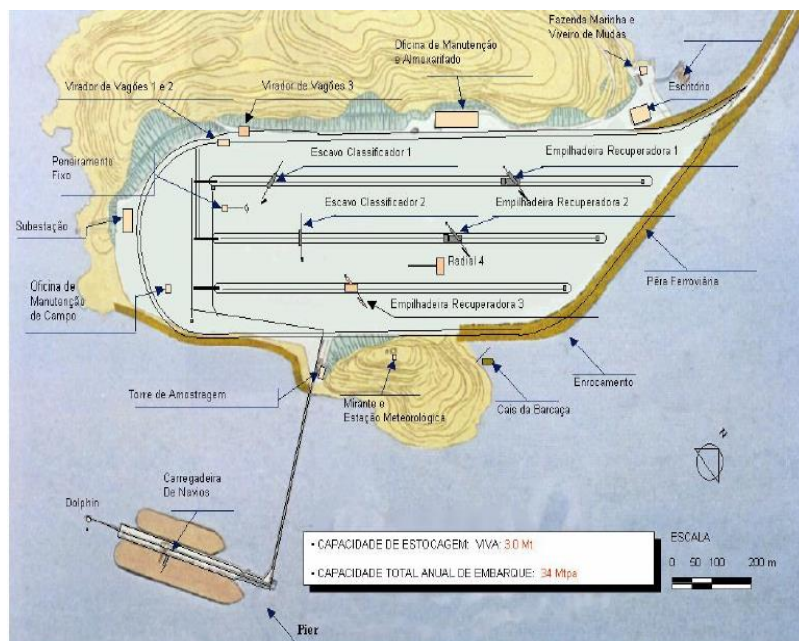 Fazenda Marinha e
Viveiro de Mudas
Oficina de Manutenção
e Almoxarifado
Escritório
Virador de Vagões 1 e 2
Virador de Vagões 3
Peneiramento
Fixo
Escavo Classificador 1
Empilhadeira Recuperadora 1
Subestação
Escavo Classificador 2
Empilhadeira Recuperadora 2
Radial 4
Pêra Ferroviária
Oficina de
Manutenção
de Campo
Empilhadeira Recuperadora 3
Enrocamento
Torre de Amostragem
Mirante e
Estação Meteorológica
Cais da Barcaça
N
Carregadeira
De Navios
Dolphin
• CAPACIDADE DE ESTOCAGEM: VIVA: 3.0 Mt
• CAPACIDADE TOTAL ANUAL DE EMBARQUE: 34 Mtpa
ESCALA
0 50 100 200 m
Pier